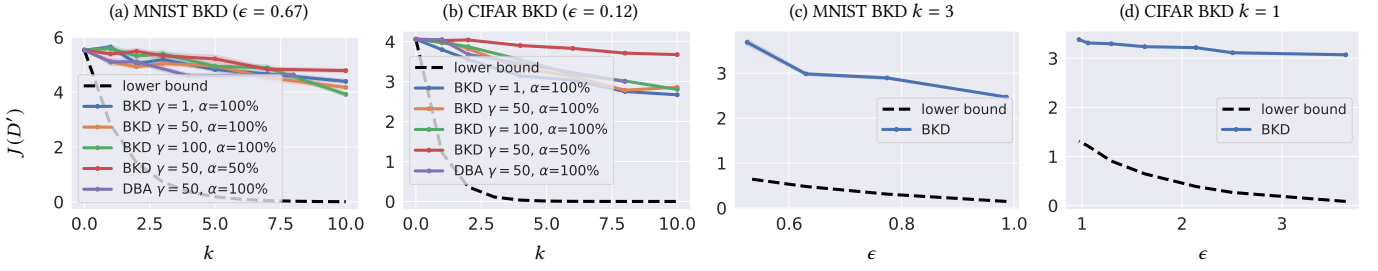 (a) MNIST BKD (ϵ = 0.67)
J(D′)
6
4
2
0
lower bound
BKD γ = 1, α=100%
BKD γ = 50, α=100%
BKD γ = 100, α=100%
BKD γ = 50, α=50%
DBA γ = 50, α=100%
0.0 2.5 5.0 7.5 10.0
k
(b) CIFAR BKD (ϵ = 0.12)
4
3
2
1
0
lower bound
BKD γ = 1, α=100%
BKD γ = 50, α=100%
BKD γ = 100, α=100%
BKD γ = 50, α=50%
DBA γ = 50, α=100%
0.0 2.5 5.0 7.5 10.0
k
(c) MNIST BKD k = 3
3
2
1
0
lower bound
BKD
0.6 0.8 1.0
ϵ
(d) CIFAR BKD k = 1
3
2
1
0
lower bound
BKD
1 2 3
ϵ